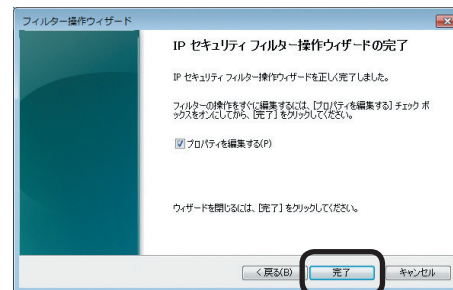 フィルター操作ウィザード
IP セキュリティ フィルター操作ウィザードの完了
IP セキュリティ フィルター操作ウィザードを正しく完了しました。
フィルターの操作をすぐに編集するには、[プロパティを編集する] チェック ボ
ックスをオンにしてから、[完了] をクリックしてください。
プロパティを編集する(P)
ウィザードを閉じるには、[完了] をクリックしてください。
< 戻る(B)
完了
キャンセル